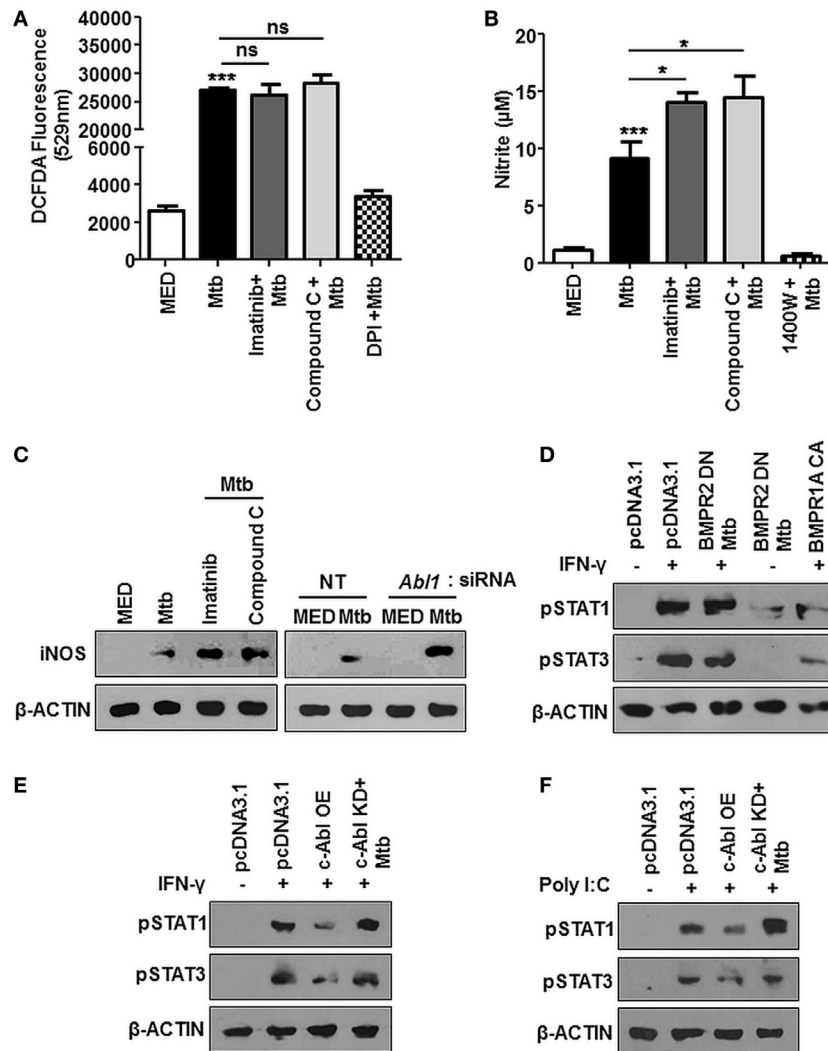 A
DCFDA Fluorescence
(529nm)
40000
35000
30000
25000
20000
6000
4000
2000
0
ns
ns
***
MED
Mtb
Imatinib+
Mtb
Compound C +
Mtb
DPI +Mtb
B
Nitrite (µM)
20
15
10
5
0
*
*
***
MED
Mtb
Imatinib+
Mtb
Compound C +
Mtb
1400W +
Mtb
C
Mtb
MED
Mtb
Imatinib
Compound C
NT
Abl1 : siRNA
MED Mtb MED Mtb
iNOS
β-ACTIN
D
pcDNA3.1
pcDNA3.1
BMPR2 DN
Mtb
BMPR2 DN
Mtb
BMPR1A CA
IFN-γ - + + - +
pSTAT1
pSTAT3
β-ACTIN
E
pcDNA3.1
pcDNA3.1
c-Abl OE
c-Abl KD+
Mtb
IFN-γ - + + +
pSTAT1
pSTAT3
β-ACTIN
F
pcDNA3.1
pcDNA3.1
c-Abl OE
c-Abl KD+
Mtb
Poly I:C - + + +
pSTAT1
pSTAT3
β-ACTIN